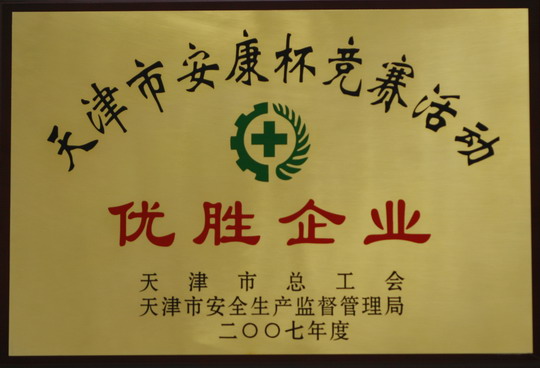 天津市安康杯竞赛活动
优胜企业
天津市总工会
天津市安全生产监督管理局
二〇〇七年度